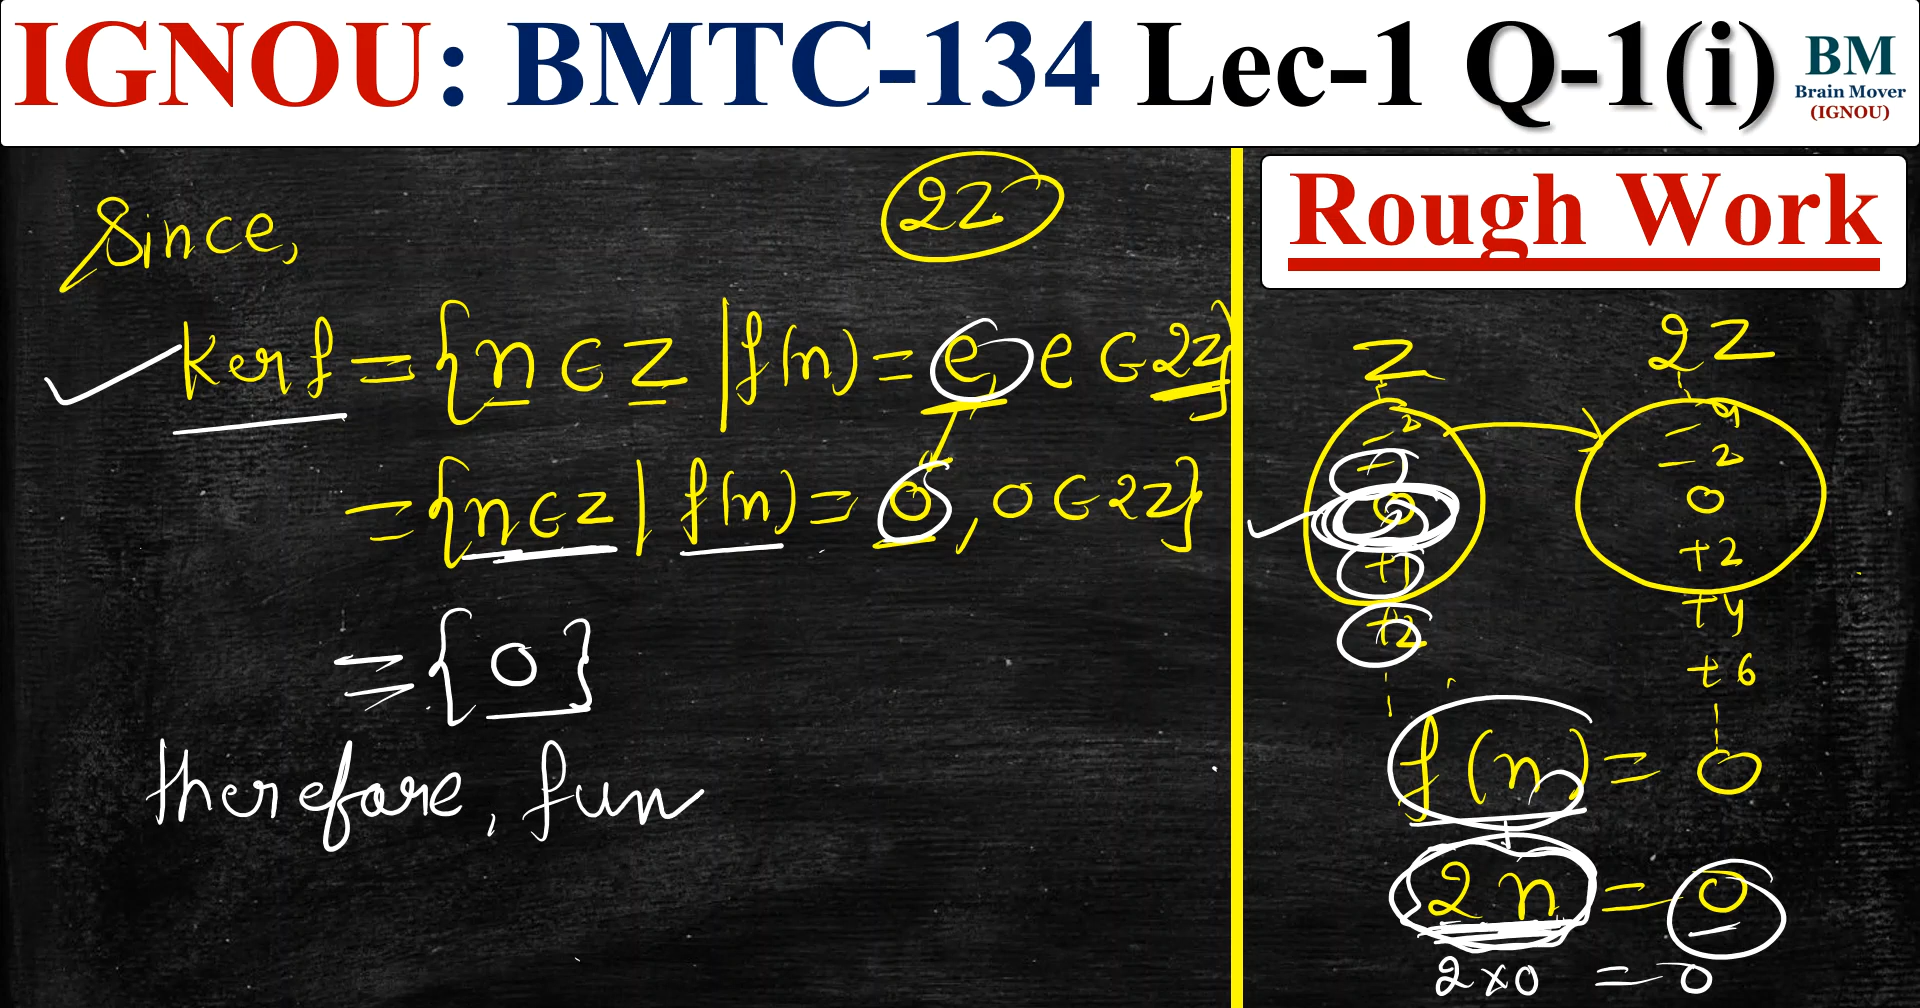 IGNOU: BMTC-134 Lec-1 Q-1(i)
BM
Brain Mover
(IGNOU)
Rough Work
2Z
Since,
Kerf = {n ∈ Z | f(n) = e, e ∈ 2Z}
= {n ∈ Z | f(n) = 0, 0 ∈ 2Z}
= {0}
therefore, fun
Z
-2
0
+1
+2
2Z
-4
-2
0
+2
+4
+6
f(n) = 0
2n = 0
2×0 = 0